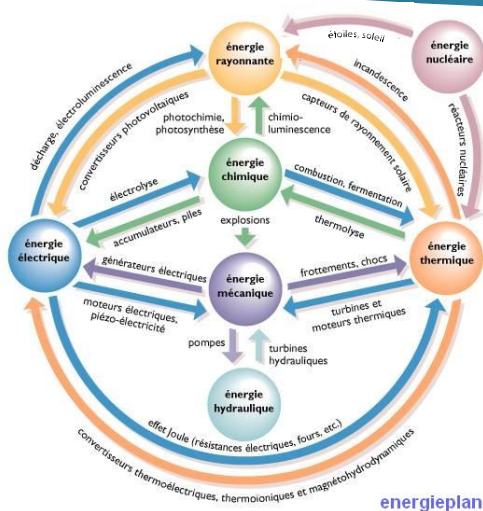 étoiles, soleil
énergie
rayonnante
énergie
nucléaire
décharge, électroluminescence
convertisseurs photovoltaïques
incandescence
capteurs de rayonnement solaire
réacteurs nucléaires
photochimie,
photosynthèse
chimio-
luminescence
énergie
chimique
électrolyse
accumulateurs, piles
combustion, fermentation
thermolyse
explosions
énergie
électrique
énergie
thermique
générateurs électriques
énergie
mécanique
frottements, chocs
moteurs électriques,
piézo-électricité
turbines et
moteurs thermiques
pompes
turbines
hydrauliques
énergie
hydraulique
effet Joule (résistances électriques, fours, etc.)
convertisseurs thermoélectriques, thermoïoniques et magnétohydrodynamiques
energieplan